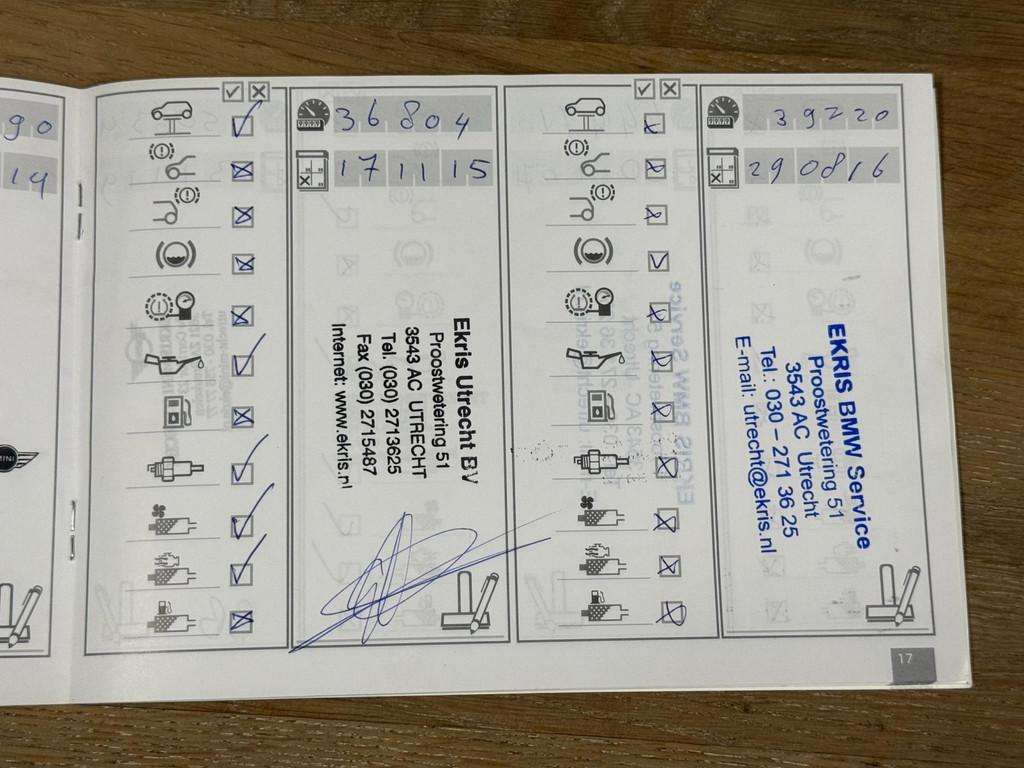 90
14
MINI
36804
171115
Ekris Utrecht BV
Proostwetering 51
3543 AC UTRECHT
Tel. (030) 2713625
Fax (030) 2715487
Internet: www.ekris.nl
39220
290816
EKRIS BMW Service
Proostwetering 51
3543 AC Utrecht
Tel.: 030 - 271 36 25
E-mail: utrecht@ekris.nl
17